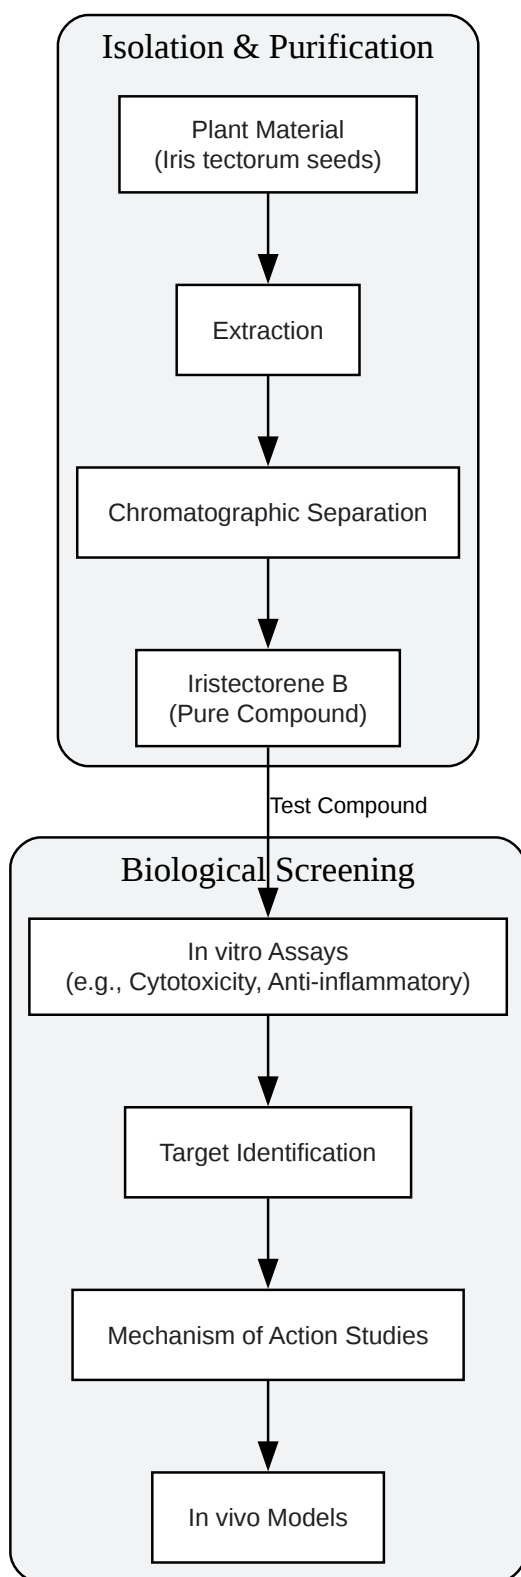 Isolation & Purification
Plant Material
(Iris tectorum seeds)
Extraction
Chromatographic Separation
Iristectorene B
(Pure Compound)
Test Compound
Biological Screening
In vitro Assays
(e.g., Cytotoxicity, Anti-inflammatory)
Target Identification
Mechanism of Action Studies
In vivo Models